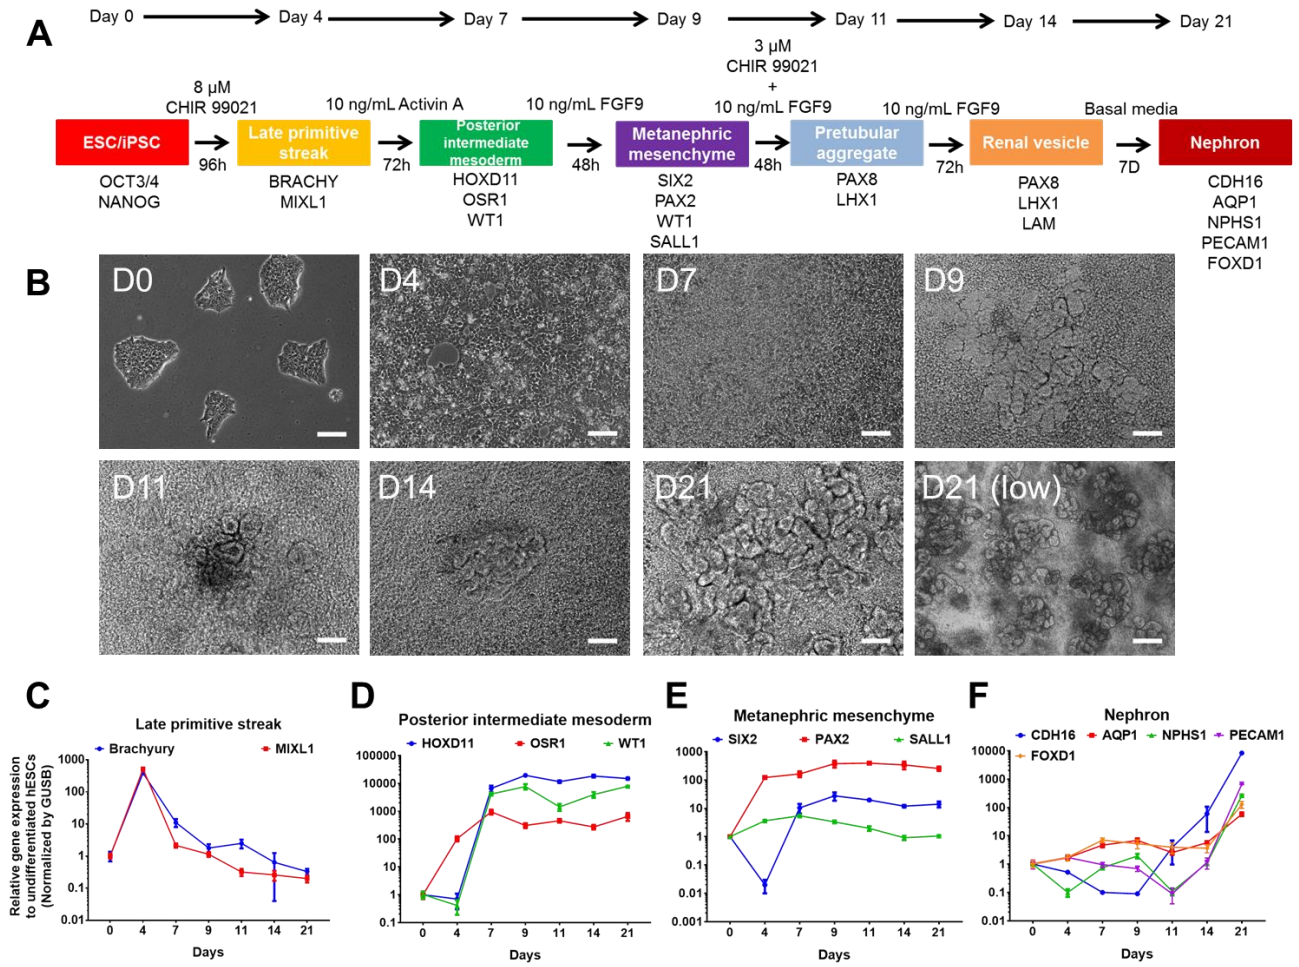 A
Day 0
Day 4
Day 7
Day 9
Day 11
Day 14
Day 21
8 µM
CHIR 99021
10 ng/mL Activin A
10 ng/mL FGF9
3 µM
CHIR 99021
+
10 ng/mL FGF9
10 ng/mL FGF9
Basal media
ESC/iPSC
96h
Late primitive
streak
72h
Posterior
intermediate
mesoderm
48h
Metanephric
mesenchyme
48h
Pretubular
aggregate
72h
Renal vesicle
7D
Nephron
OCT3/4
NANOG
BRACHY
MIXL1
HOXD11
OSR1
WT1
SIX2
PAX2
WT1
SALL1
PAX8
LHX1
PAX8
LHX1
LAM
CDH16
AQP1
NPHS1
PECAM1
FOXD1
B
D0
D4
D7
D9
D11
D14
D21
D21 (low)
C
Late primitive streak
Brachyury
MIXL1
Relative gene expression
to undifferentiated hESCs
(Normalized by GUSB)
1000
100
10
1
0.1
0.01
0 4 7 9 11 14 21
Days
D
Posterior intermediate mesoderm
HOXD11
OSR1
WT1
100000
10000
1000
100
10
1
0.1
0 4 7 9 11 14 21
Days
E
Metanephric mesenchyme
SIX2
PAX2
SALL1
1000
100
10
1
0.1
0.01
0.001
0 4 7 9 11 14 21
Days
F
Nephron
CDH16
AQP1
NPHS1
PECAM1
FOXD1
10000
1000
100
10
1
0.1
0.01
0 4 7 9 11 14 21
Days